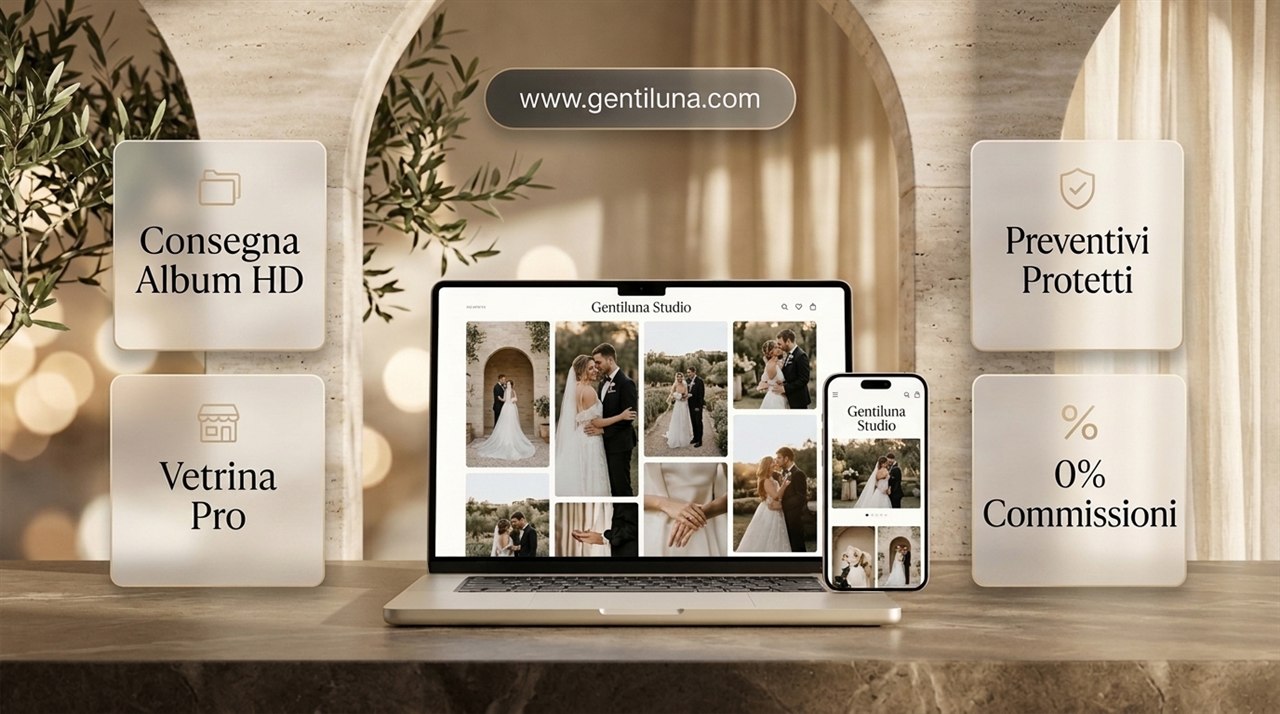 www.gentiluna.com
Consegna
Album HD
Preventivi
Protetti
Gentiluna Studio
Vetrina
Pro
Gentiluna
Studio
0%
Commissioni